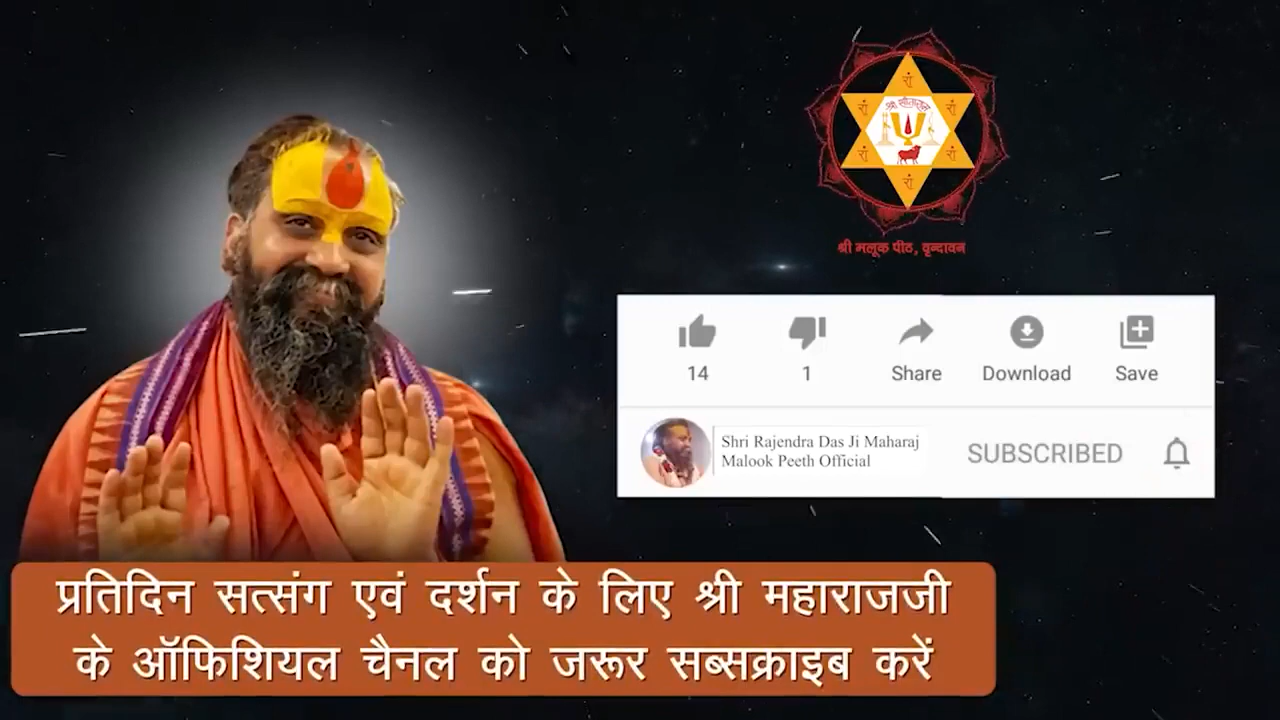 रां
रां
रां
श्री सीताराम
रां
रां
रां
श्री मलूक पीठ, वृन्दावन
14
1
Share
Download
Save
Shri Rajendra Das Ji Maharaj
Malook Peeth Official
SUBSCRIBED
प्रतिदिन सत्संग एवं दर्शन के लिए श्री महाराजजी
के ऑफिशियल चैनल को जरूर सब्सक्राइब करें